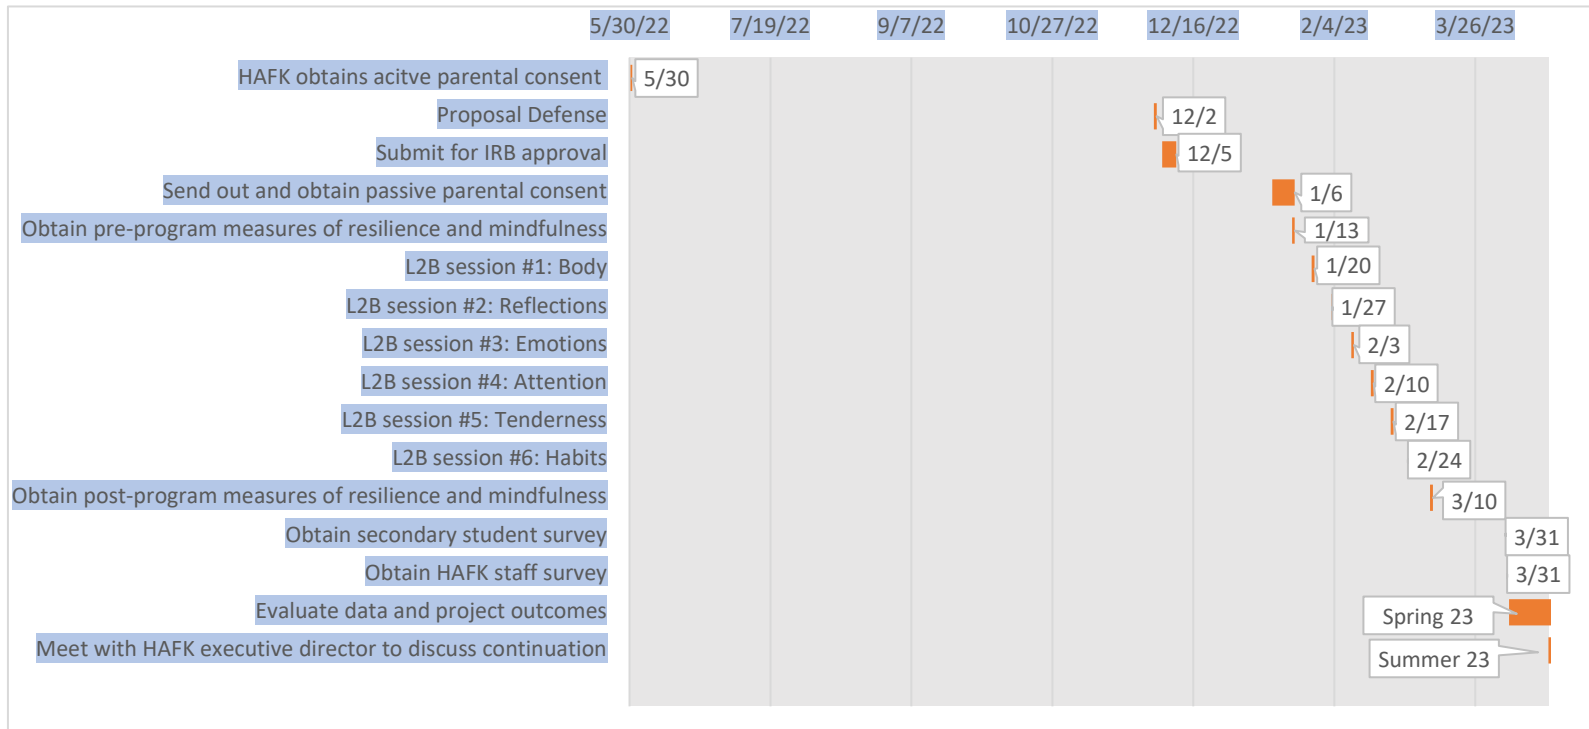 5/30/22 7/19/22 9/7/22 10/27/22 12/16/22 2/4/23 3/26/23
HAFK obtains acitve parental consent 5/30
Proposal Defense 12/2
Submit for IRB approval 12/5
Send out and obtain passive parental consent 1/6
Obtain pre-program measures of resilience and mindfulness 1/13
L2B session #1: Body 1/20
L2B session #2: Reflections 1/27
L2B session #3: Emotions 2/3
L2B session #4: Attention 2/10
L2B session #5: Tenderness 2/17
L2B session #6: Habits 2/24
Obtain post-program measures of resilience and mindfulness 3/10
Obtain secondary student survey 3/31
Obtain HAFK staff survey 3/31
Evaluate data and project outcomes Spring 23
Meet with HAFK executive director to discuss continuation Summer 23